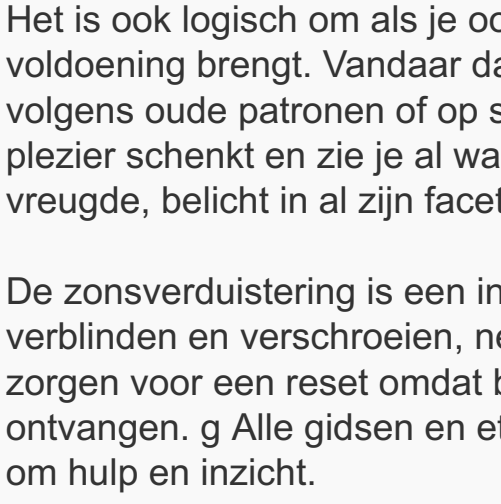 Het is ook logisch om als je
voldoening brengt. Vandaar
volgens oude patronen of op
plezier schenkt en zie je al
vreugde, belicht in al zijn
De zonsverduistering is een
verblinden en verschroeien,
zorgen voor een reset omdat
ontvangen. g Alle gidsen en
om hulp en inzicht.